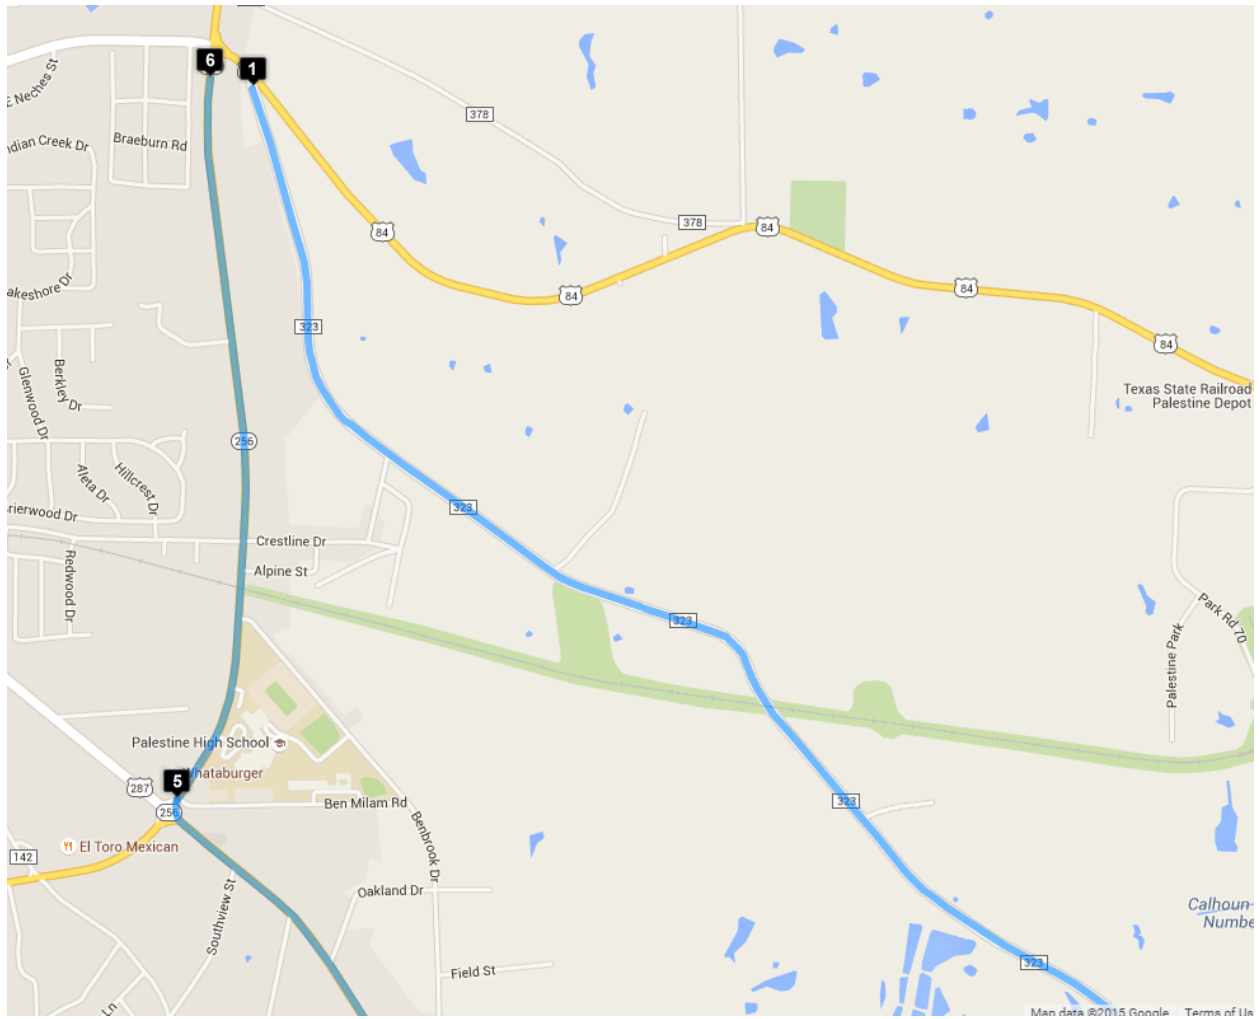 6
1
E Neches St
378
ndian Creek Dr
Braeburn Rd
378
84
84
84
84
akeshore Dr
323
84
Glenwood Dr
Berkley Dr
Texas State Railroad
Palestine Depot
256
Aleta Dr
Hillcrest Dr
rierwood Dr
323
Crestline Dr
Alpine St
Redwood Dr
323
Park Rd 70
Palestine Park
Palestine High School
Whataburger
5
287
256
Ben Milam Rd
323
El Toro Mexican
142
Benbrook Dr
Southview St
Oakland Dr
Calhoun
Numbe
Field St
323
Ln
Map data ©2015 Google
Terms of Us